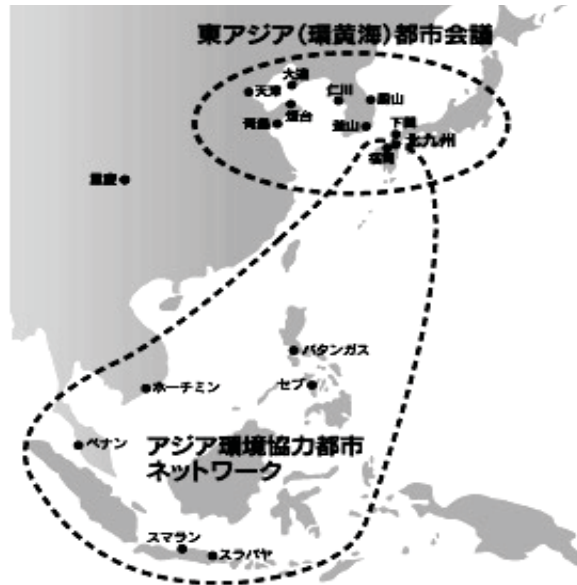 東アジア（環黄海）都市会議
大連
天津
仁川
蔚山
煙台
青島
釜山
下関
北九州
福岡
重慶
バタンガス
ホーチミン
セブ
ペナン
アジア環境協力都市
ネットワーク
スマラン
スラバヤ